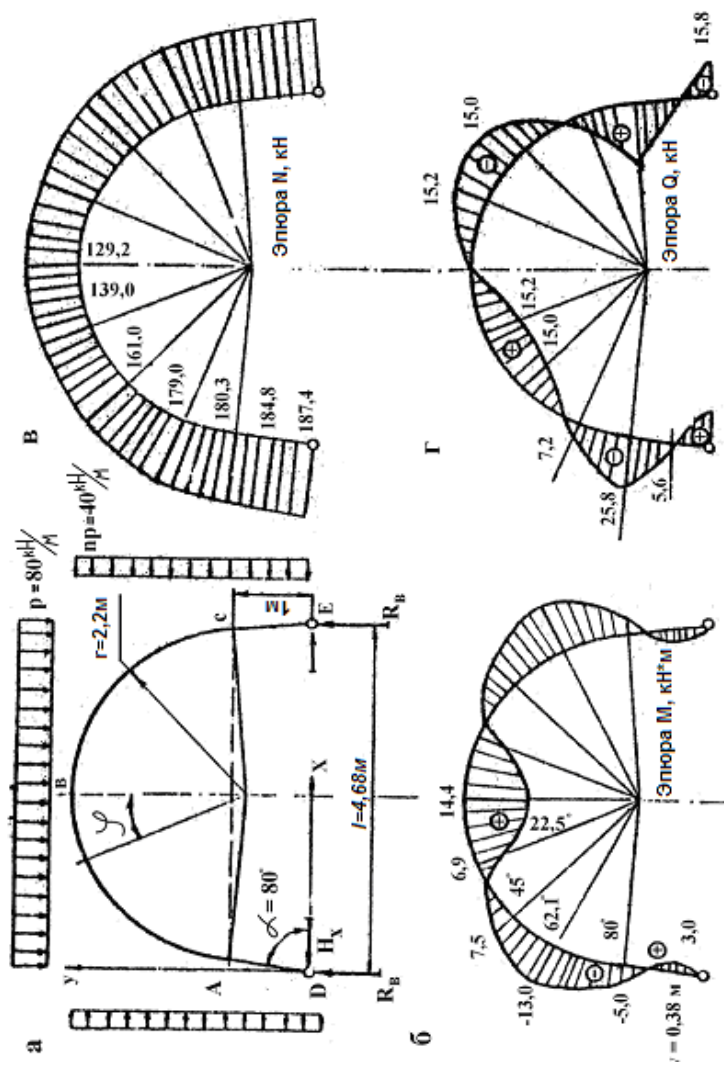 а
p = 80кН/м
пр=40кН/м
r=2,2м
у
В
φ
А
с
Х
1м
α = 80°
Hx
D
E
RB
RB
l=4,68м
б
14,4
6,9
7,5
22,5°
45°
62,1°
80°
-13,0
-5,0
3,0
= 0,38 м
Эпюра М, кН*м
+
-
+
в
129,2
139,0
161,0
179,0
180,3
184,8
187,4
Эпюра N, кН
г
15,2
15,0
15,2
15,0
7,2
25,8
5,6
15,8
Эпюра Q, кН
-
+
+
-
+
-